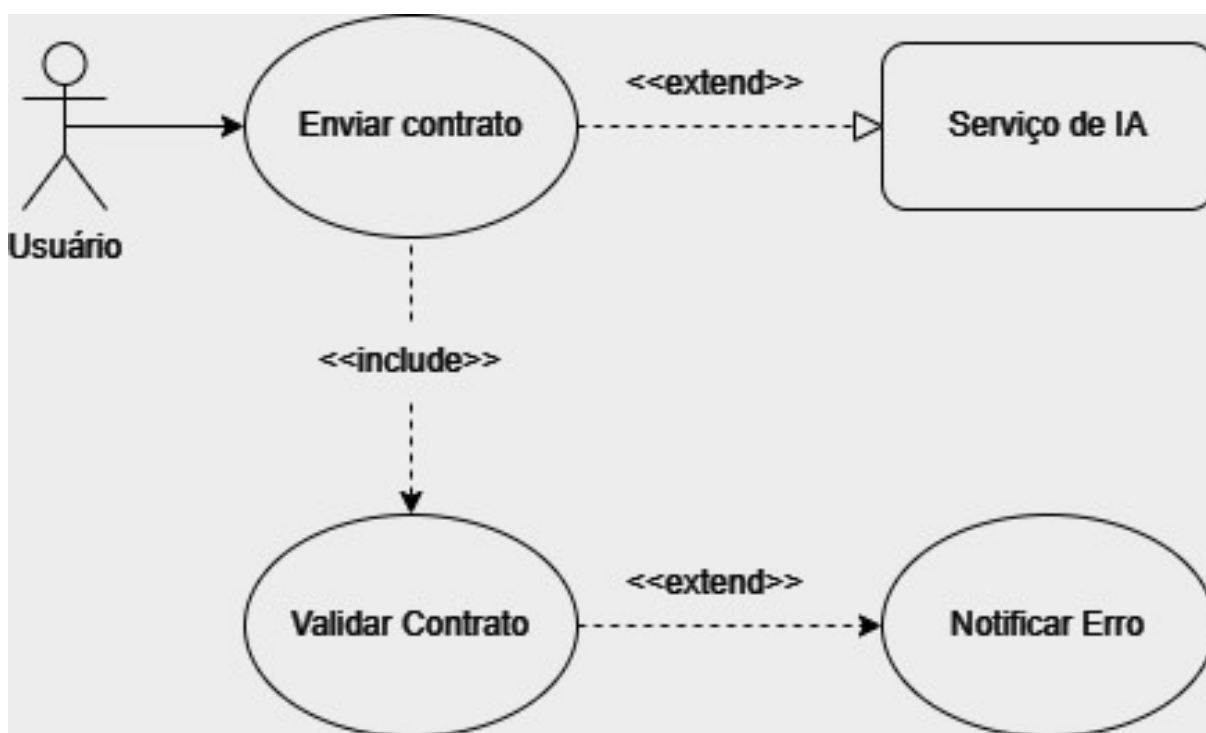 Enviar contrato
<<extend>>
Serviço de IA
Usuário
<<include>>
Validar Contrato
<<extend>>
Notificar Erro